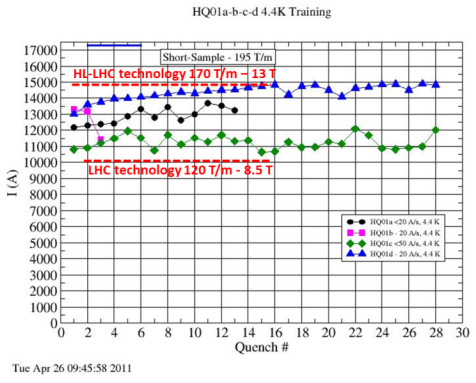 HQ01a-b-c-d 4.4K Training
Short-Sample - 195 T/m
HL-LHC technology 170 T/m – 13 T
LHC technology 120 T/m - 8.5 T
I (A)
17000
16000
15000
14000
13000
12000
11000
10000
9000
8000
7000
6000
5000
4000
3000
2000
1000
0
HQ01a <20 A/s, 4.4 K
HQ01b - 20 A/s, 4.4 K
HQ01c <50 A/s, 4.4 K
HQ01d - 20 A/s, 4.4 K
0 2 4 6 8 10 12 14 16 18 20 22 24 26 28 30
Quench #
Tue Apr 26 09:45:58 2011